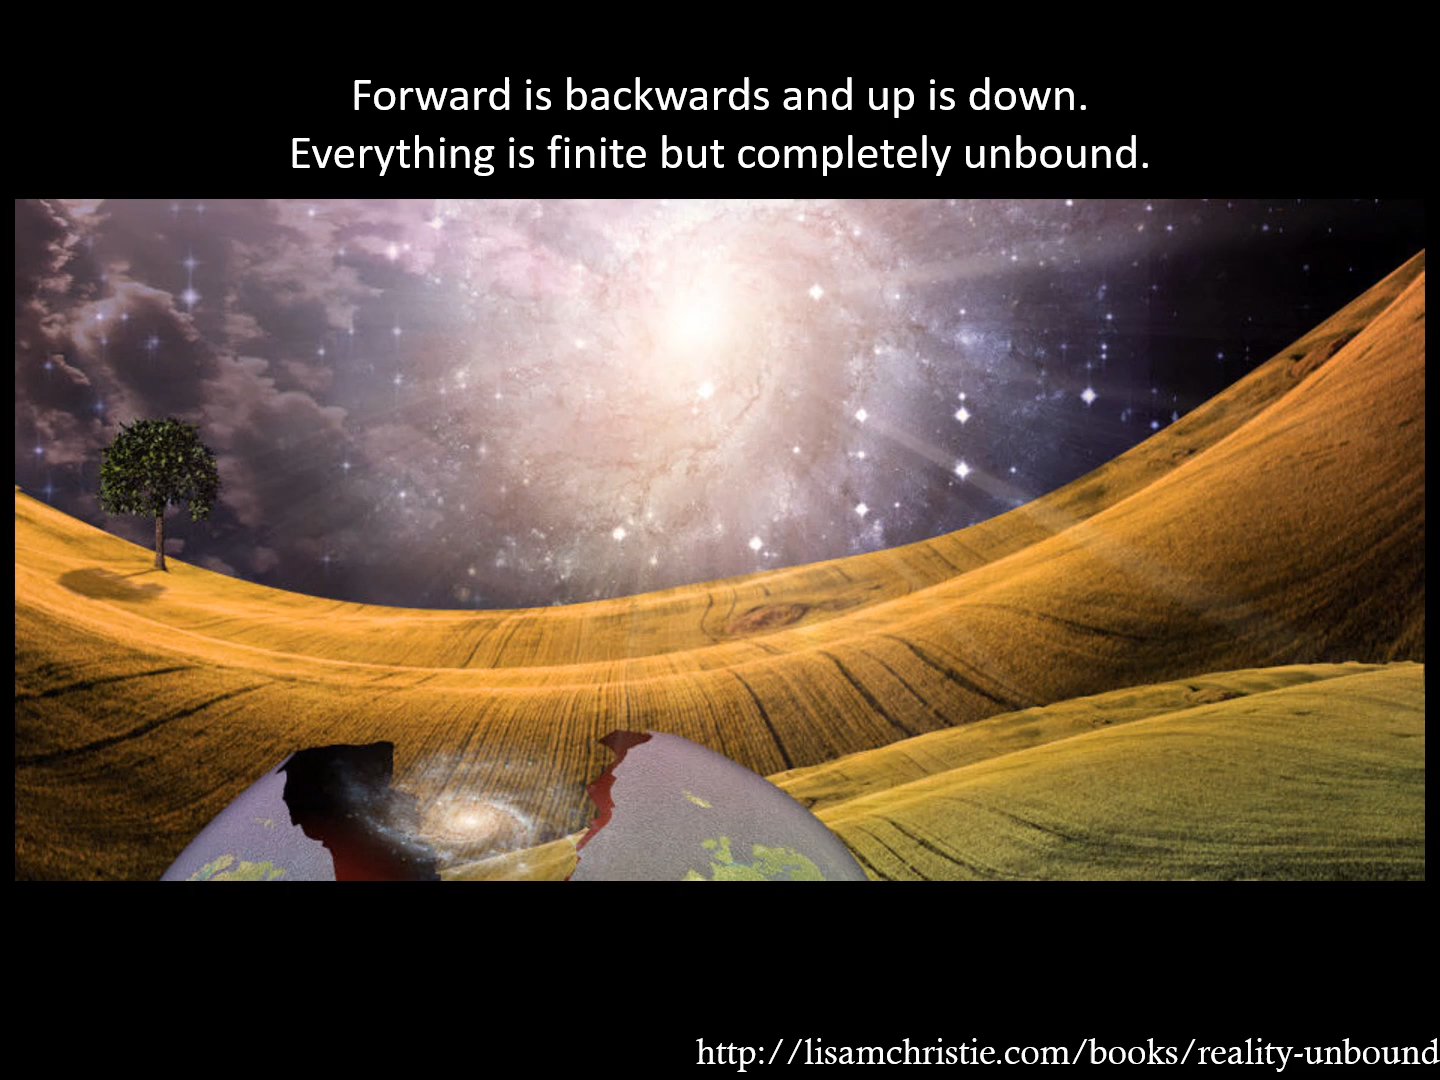 Forward is backwards and up is down.
Everything is finite but completely unbound.
http://lisamchristie.com/books/reality-unbound